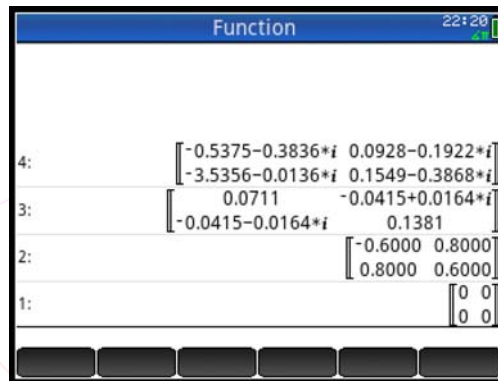 Function
22:20
∡π
4:
[-0.5375-0.3836*i 0.0928-0.1922*i]
[-3.5356-0.0136*i 0.1549-0.3868*i]
3:
[0.0711 -0.0415+0.0164*i]
[-0.0415-0.0164*i 0.1381]
2:
[-0.6000 0.8000]
[0.8000 0.6000]
1:
[0 0]
[0 0]